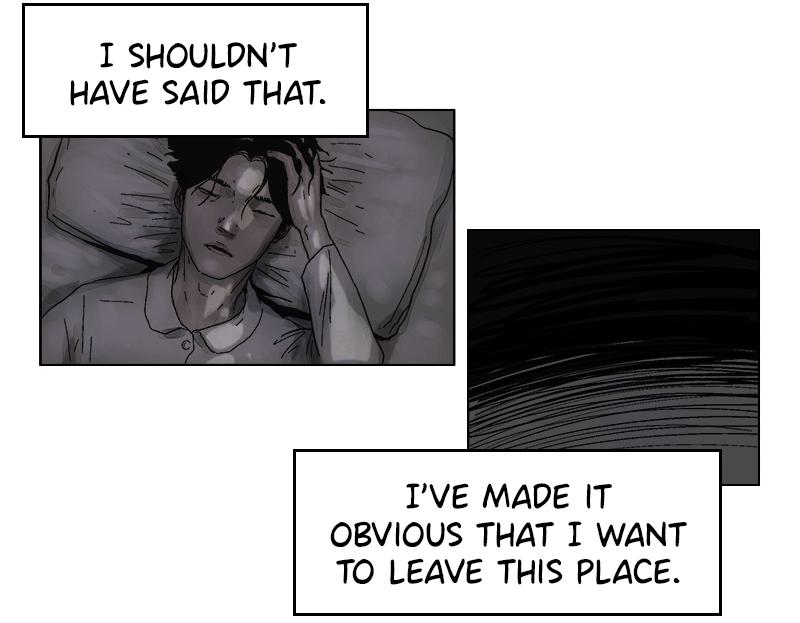 I SHOULDN'T
HAVE SAID THAT.
I'VE MADE IT
OBVIOUS THAT I WANT
TO LEAVE THIS PLACE.